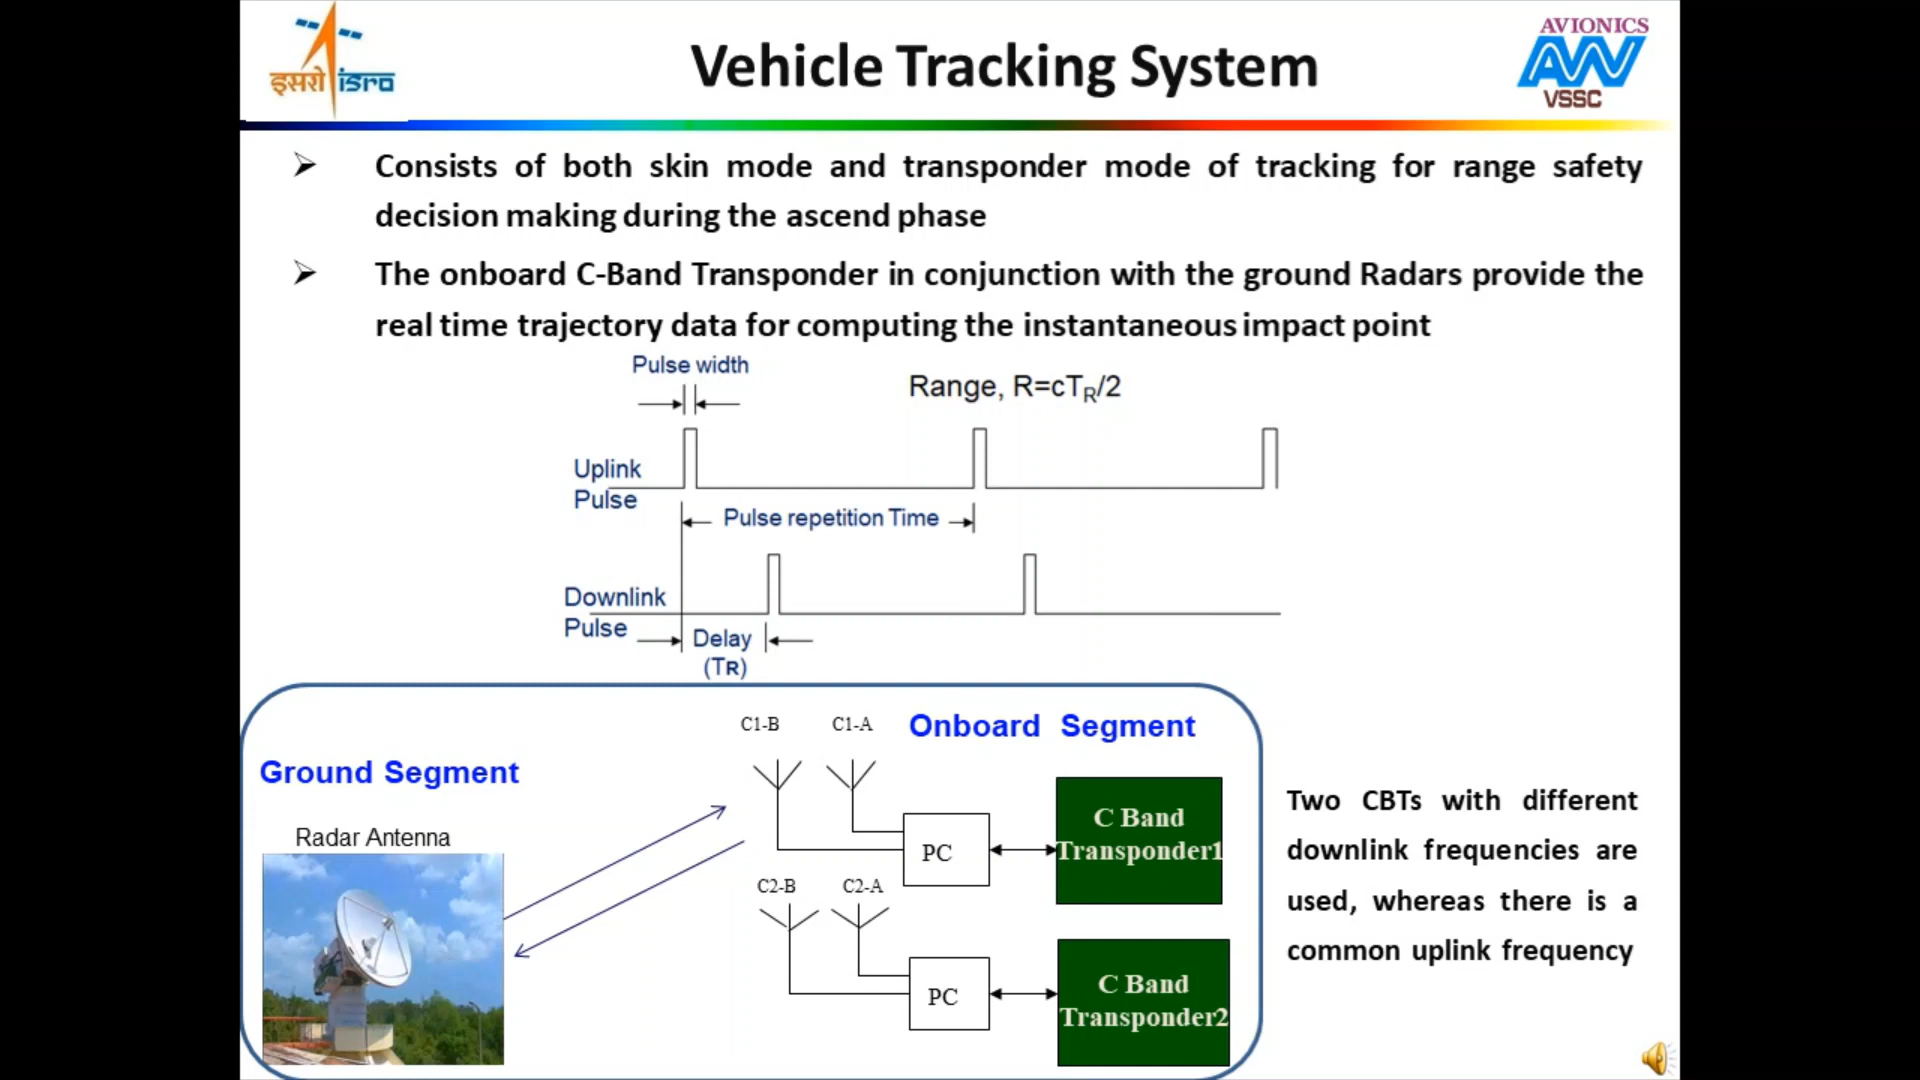 इसरो isro
Vehicle Tracking System
AVIONICS
VSSC
Consists of both skin mode and transponder mode of tracking for range safety
decision making during the ascend phase
The onboard C-Band Transponder in conjunction with the ground Radars provide the
real time trajectory data for computing the instantaneous impact point
Pulse width
Range, R=cTR/2
Uplink
Pulse
Pulse repetition Time
Downlink
Pulse
Delay
(TR)
C1-B C1-A
Onboard Segment
Ground Segment
Radar Antenna
PC
C Band
Transponder1
C2-B C2-A
PC
C Band
Transponder2
Two CBTs with different
downlink frequencies are
used, whereas there is a
common uplink frequency